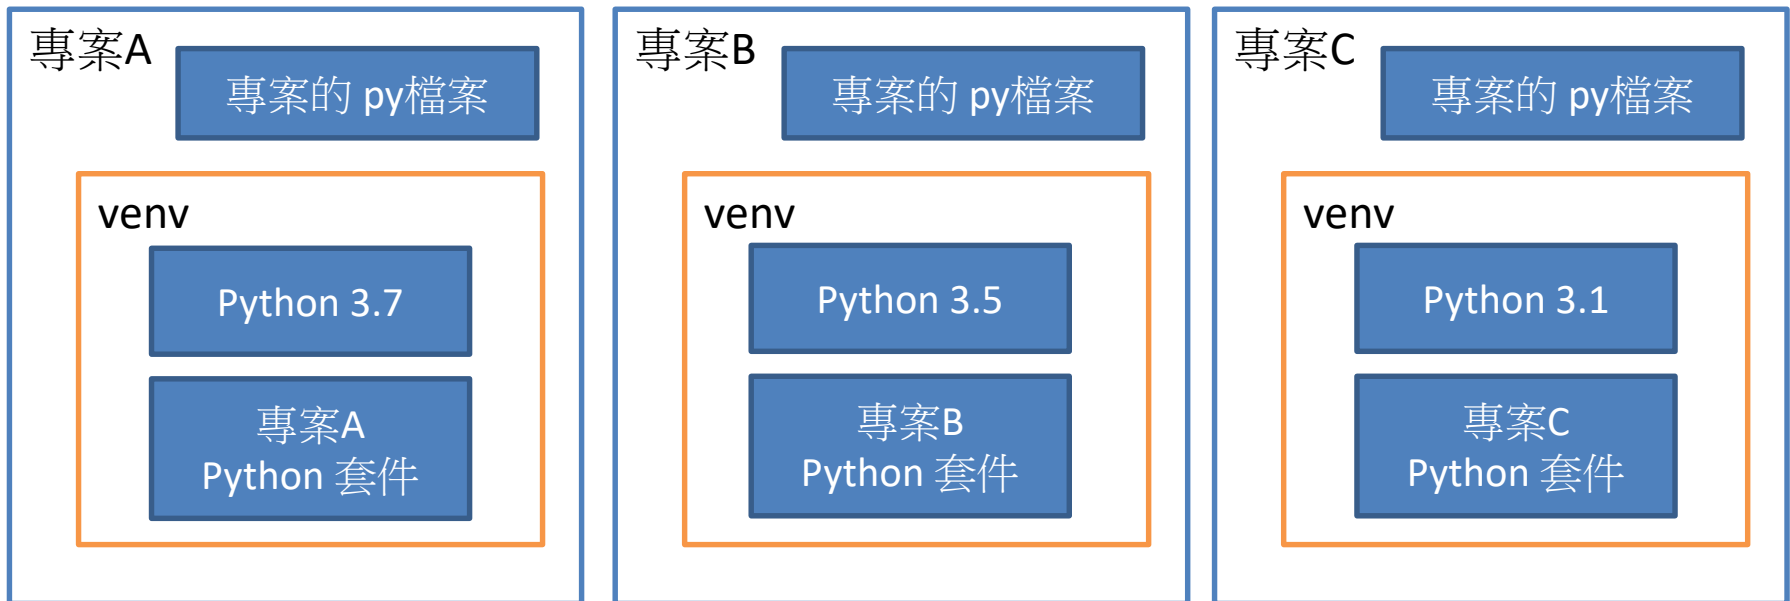 專案A
專案的 py檔案
venv
Python 3.7
專案A
Python 套件
專案B
專案的 py檔案
venv
Python 3.5
專案B
Python 套件
專案C
專案的 py檔案
venv
Python 3.1
專案C
Python 套件